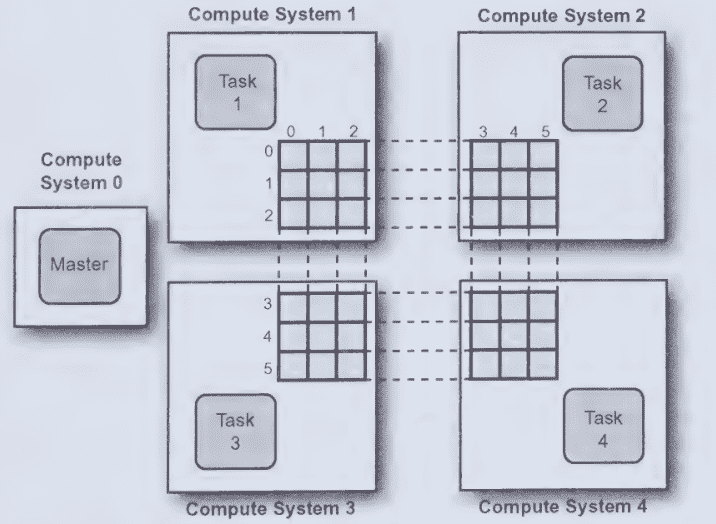 Compute System 1
Compute System 2
Task
1
Task
2
0 1 2
3 4 5
0
1
2
Compute
System 0
Master
3
4
5
Task
3
Task
4
Compute System 3
Compute System 4